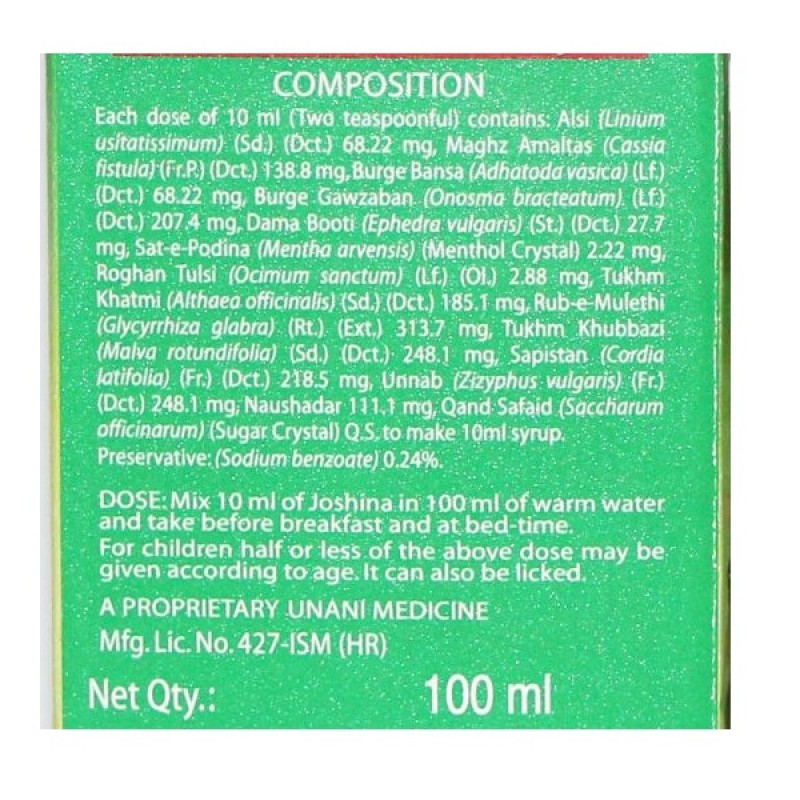 COMPOSITION
Each dose of 10 ml (Two teaspoonful) contains: Alsi (Linium
usitatissimum) (Sd.) (Dct.) 68.22 mg, Maghz Amaltas (Cassia
fistula) (Fr.P.) (Dct.) 138.8 mg, Burge Bansa (Adhatoda vasica) (Lf.)
(Dct.) 68.22 mg, Burge Gawzaban (Onosma bracteatum) (Lf.)
(Dct.) 207.4 mg, Dama Booti (Ephedra vulgaris) (St.) (Dct.) 27.7
mg, Sat-e-Podina (Mentha arvensis) (Menthol Crystal) 2.22 mg,
Roghan Tulsi (Ocimum sanctum) (Lf.) (Ol.) 2.88 mg, Tukhm
Khatmi (Althaea officinalis) (Sd.) (Dct.) 185.1 mg, Rub-e-Mulethi
(Glycyrrhiza glabra) (Rt.) (Ext.) 313.7 mg, Tukhm Khubbazi
(Malva rotundifolia) (Sd.) (Dct.) 248.1 mg, Sapistan (Cordia
latifolia) (Fr.) (Dct.) 218.5 mg, Unnab (Zizyphus vulgaris) (Fr.)
(Dct.) 248.1 mg, Naushadar 111.1 mg, Qand Safaid (Saccharum
officinarum) (Sugar Crystal) Q.S. to make 10ml syrup.
Preservative: (Sodium benzoate) 0.24%.
DOSE: Mix 10 ml of Joshina in 100 ml of warm water
and take before breakfast and at bed-time.
For children half or less of the above dose may be
given according to age. It can also be licked.
A PROPRIETARY UNANI MEDICINE
Mfg. Lic. No. 427-ISM (HR)
Net Qty.: 100 ml